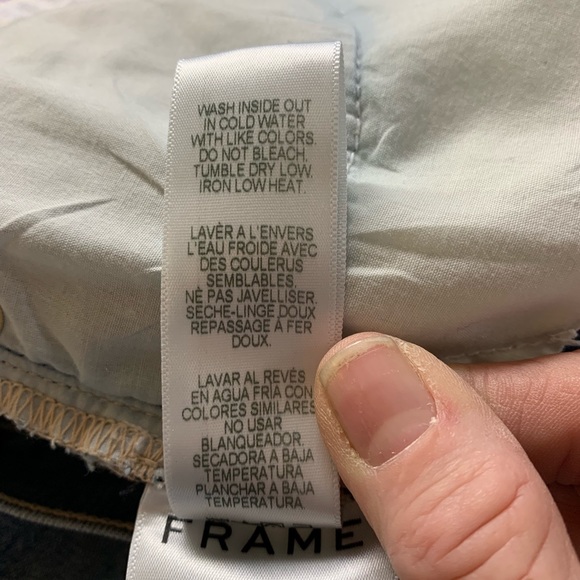 WASH INSIDE OUT
IN COLD WATER
WITH LIKE COLORS.
DO NOT BLEACH.
TUMBLE DRY LOW.
IRON LOW HEAT.
LAVÈR A L'ENVERS
L'EAU FROIDE AVEC
DES COULERUS
SEMBLABLES.
NÈ PAS JAVELLISER.
SECHE-LINGE DOUX
REPASSAGE A FER
DOUX.
LAVAR AL REVÈS
EN AGUA FRIA CON
COLORES SIMILARES
NO USAR
BLANQUEADOR.
SECADORA A BAJA
TEMPERATURA
PLANCHAR A BAJA
TEMPERATURA.
FRAME